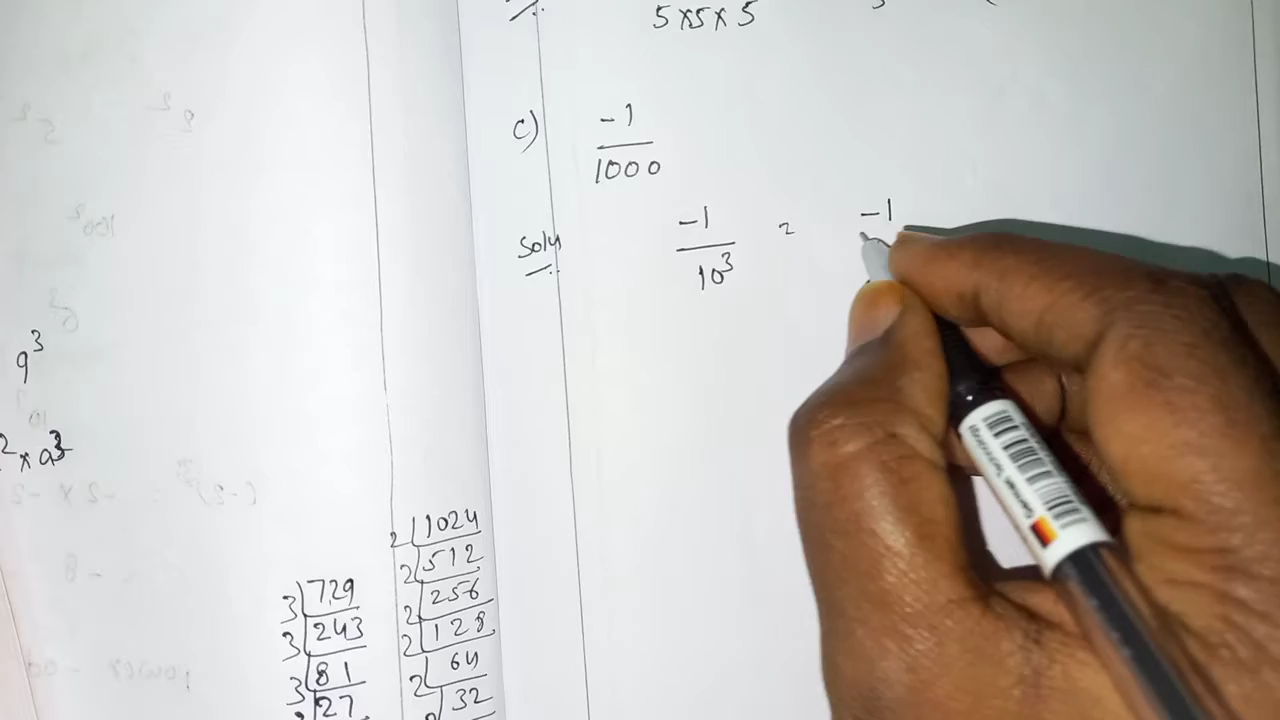 5 × 5 × 5
c) -1
1000
Soln -1 = -1
10³
9³
² × a³
2 | 1024
2 | 512
3 | 729 2 | 256
3 | 243 2 | 128
3 | 81 2 | 64
27 32